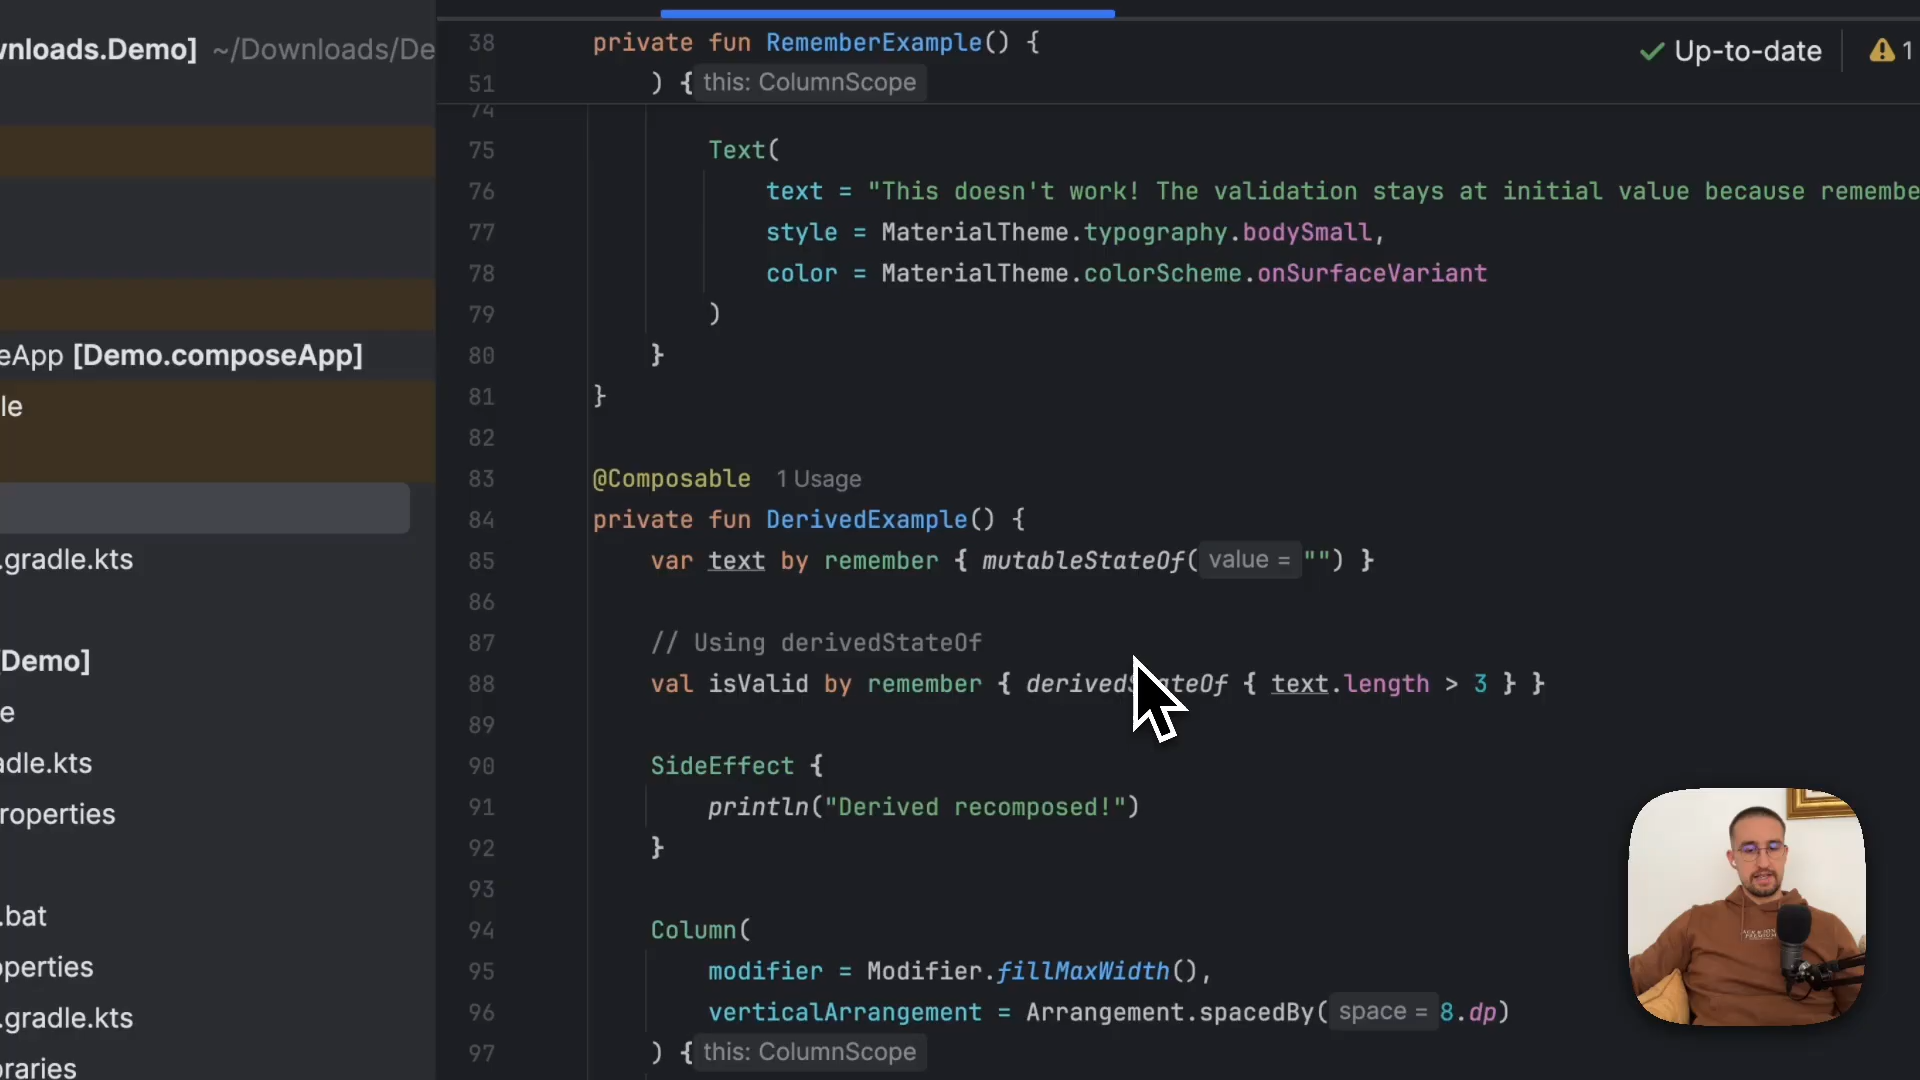 wnloads.Demo] ~/Downloads/De
eApp [Demo.composeApp]
le
.gradle.kts
[Demo]
e
adle.kts
roperties
.bat
operties
.gradle.kts
oraries
Up-to-date 1
38 private fun RememberExample() {
51 ) { this: ColumnScope
74
75 Text(
76 text = "This doesn't work! The validation stays at initial value because remembe
77 style = MaterialTheme.typography.bodySmall,
78 color = MaterialTheme.colorScheme.onSurfaceVariant
79 )
80 }
81 }
82
83 @Composable 1 Usage
84 private fun DerivedExample() {
85 var text by remember { mutableStateOf( value = "") }
86
87 // Using derivedStateOf
88 val isValid by remember { derivedStateOf { text.length > 3 } }
89
90 SideEffect {
91 println("Derived recomposed!")
92 }
93
94 Column(
95 modifier = Modifier.fillMaxWidth(),
96 verticalArrangement = Arrangement.spacedBy( space = 8.dp)
97 ) { this: ColumnScope